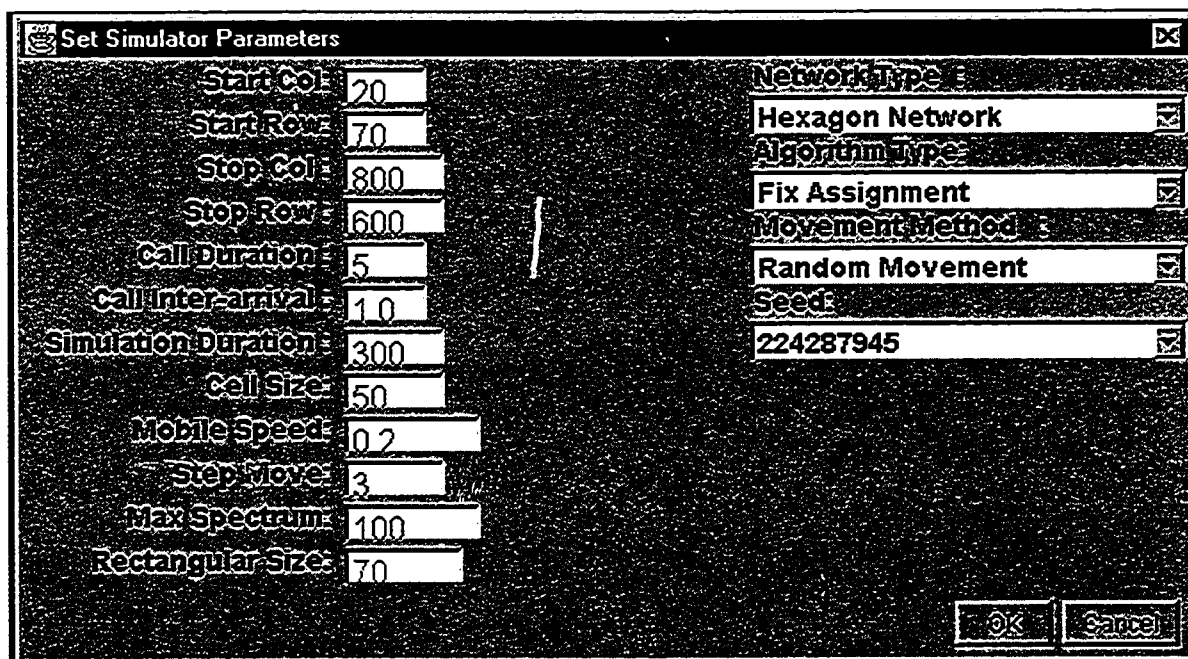 Set Simulator Parameters
Start Col: 20
Start Row: 70
Stop Col : 800
Stop Row : 600
Call Duration : 5
Call Inter-arrival : 1.0
Simulation Duration : 300
Cell Size: 50
Mobile Speed: 0.2
Step Move: 3
Max Spectrum: 100
Rectangular Size: 70
Network Type :
Hexagon Network
Algorithm Type:
Fix Assignment
Movement Method :
Random Movement
Seed:
224287945
OK
Cancel